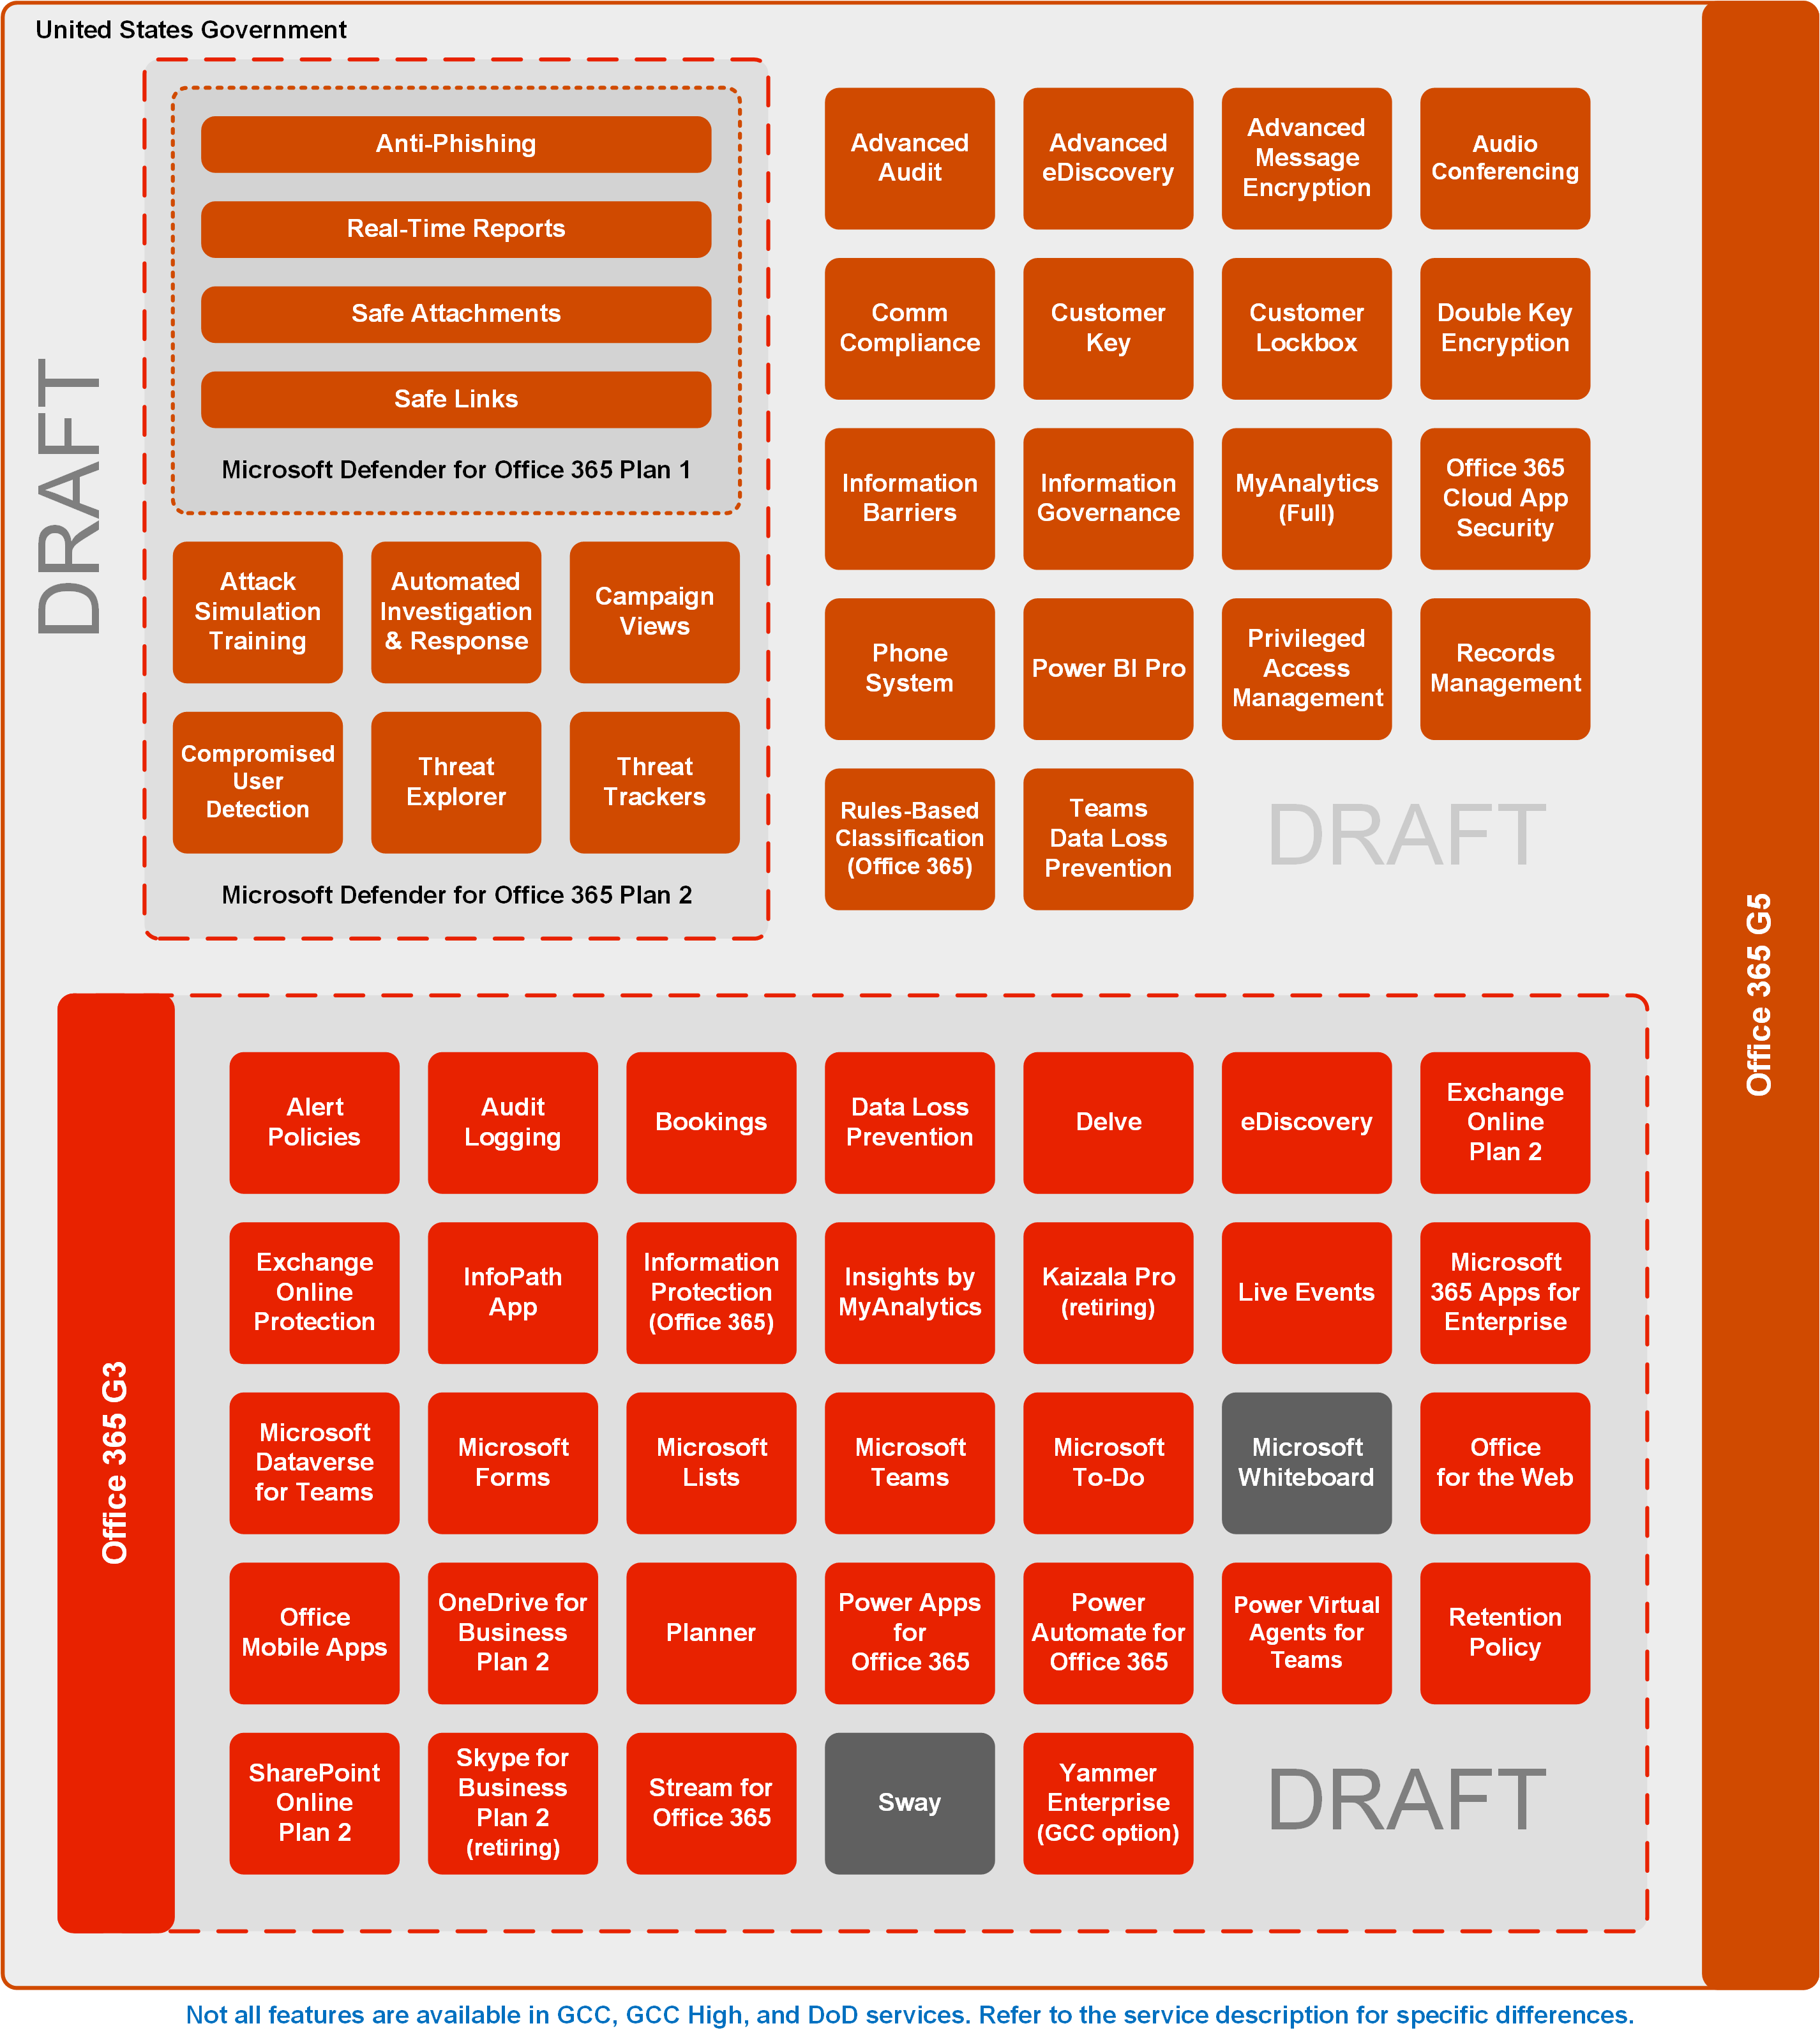 United States Government
DRAFT
Anti-Phishing
Real-Time Reports
Safe Attachments
Safe Links
Microsoft Defender for Office 365 Plan 1
Attack
Simulation
Training
Automated
Investigation
& Response
Campaign
Views
Compromised
User
Detection
Threat
Explorer
Threat
Trackers
Microsoft Defender for Office 365 Plan 2
Advanced
Audit
Advanced
eDiscovery
Advanced
Message
Encryption
Audio
Conferencing
Comm
Compliance
Customer
Key
Customer
Lockbox
Double Key
Encryption
Information
Barriers
Information
Governance
MyAnalytics
(Full)
Office 365
Cloud App
Security
Phone
System
Power BI Pro
Privileged
Access
Management
Records
Management
Rules-Based
Classification
(Office 365)
Teams
Data Loss
Prevention
DRAFT
Office 365 G5
Office 365 G3
Alert
Policies
Audit
Logging
Bookings
Data Loss
Prevention
Delve
eDiscovery
Exchange
Online
Plan 2
Exchange
Online
Protection
InfoPath
App
Information
Protection
(Office 365)
Insights by
MyAnalytics
Kaizala Pro
(retiring)
Live Events
Microsoft
365 Apps for
Enterprise
Microsoft
Dataverse
for Teams
Microsoft
Forms
Microsoft
Lists
Microsoft
Teams
Microsoft
To-Do
Microsoft
Whiteboard
Office
for the Web
Office
Mobile Apps
OneDrive for
Business
Plan 2
Planner
Power Apps
for
Office 365
Power
Automate for
Office 365
Power Virtual
Agents for
Teams
Retention
Policy
SharePoint
Online
Plan 2
Skype for
Business
Plan 2
(retiring)
Stream for
Office 365
Sway
Yammer
Enterprise
(GCC option)
DRAFT
Not all features are available in GCC, GCC High, and DoD services. Refer to the service description for specific differences.